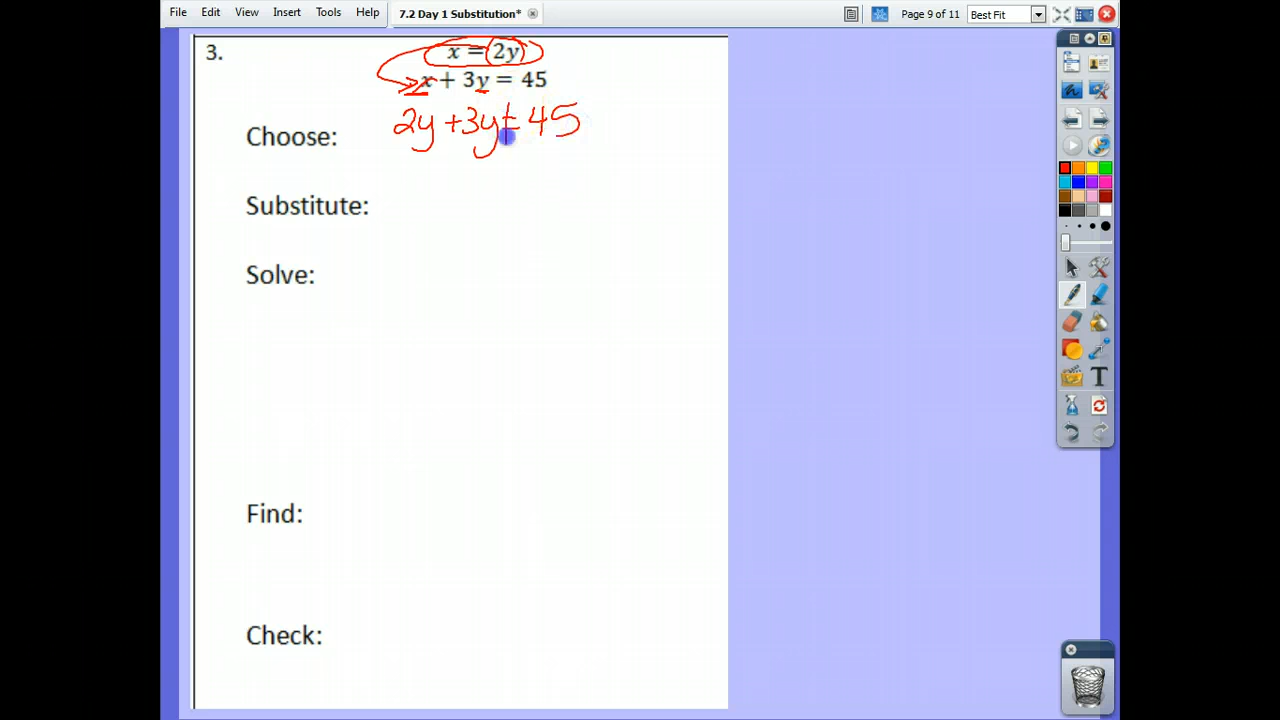 File Edit View Insert Tools Help 7.2 Day 1 Substitution* Page 9 of 11 Best Fit
3. x = 2y
x + 3y = 45
2y + 3y = 45
Choose:
Substitute:
Solve:
Find:
Check:
T